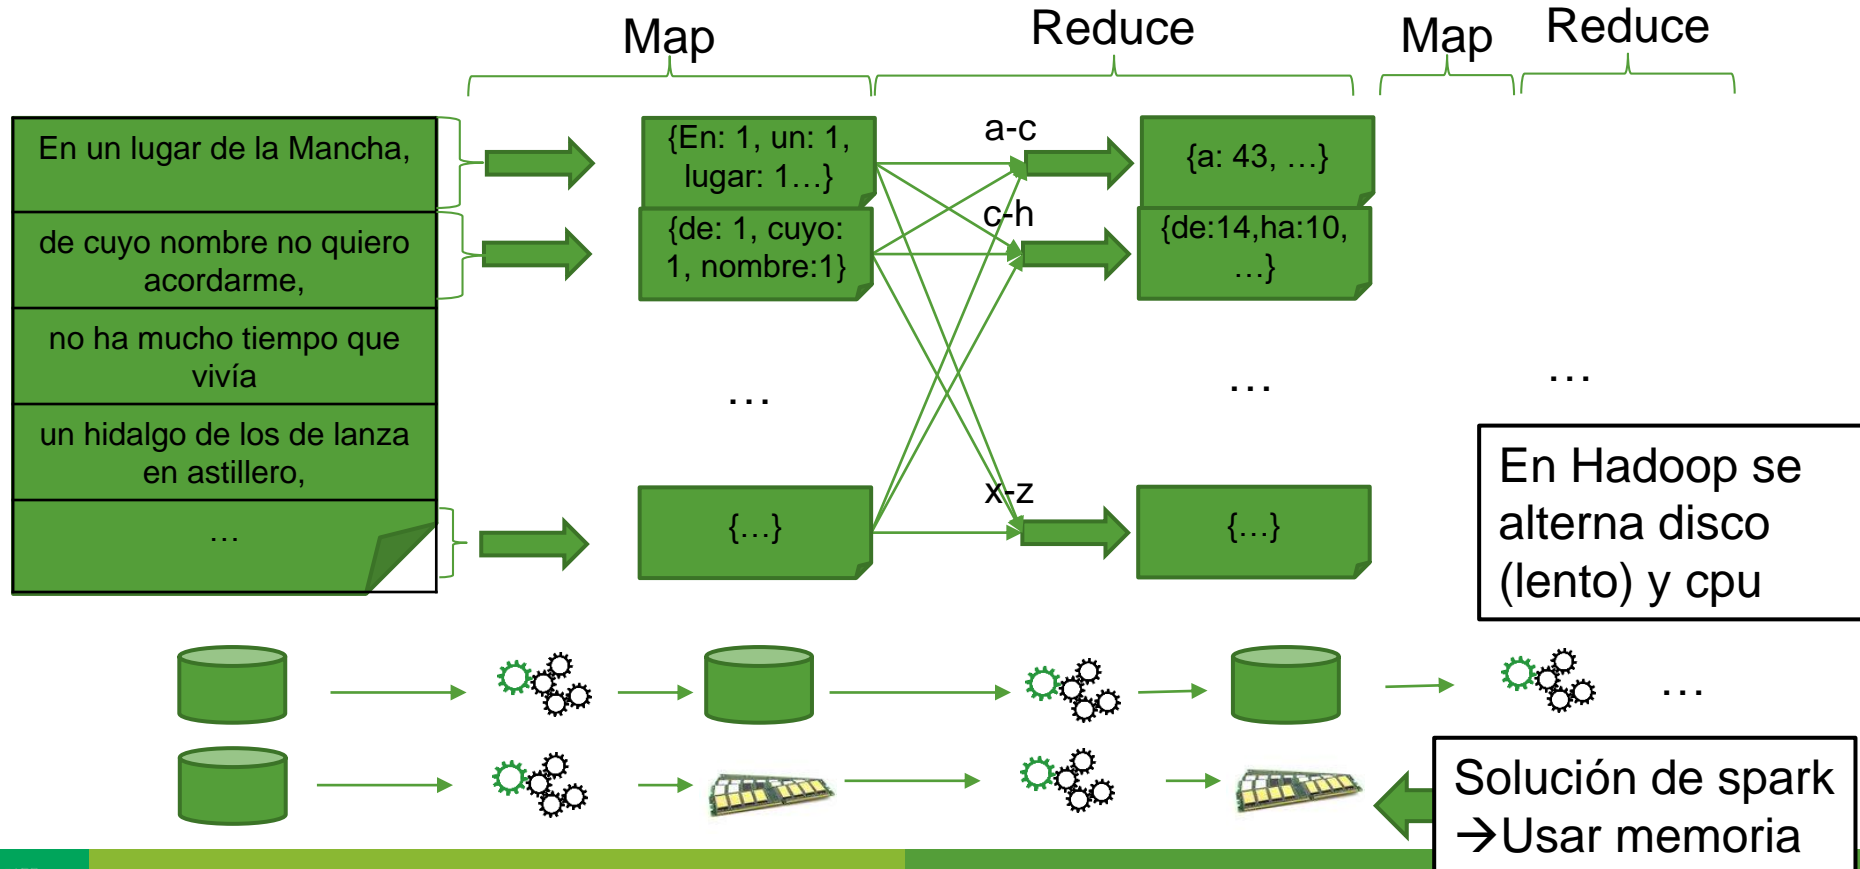 Map
Reduce
Map
Reduce
En un lugar de la Mancha,
de cuyo nombre no quiero
acordarme,
no ha mucho tiempo que
vivía
un hidalgo de los de lanza
en astillero,
…
{En: 1, un: 1,
lugar: 1…}
{de: 1, cuyo:
1, nombre:1}
…
{…}
a-c
c-h
x-z
{a: 43, …}
{de:14,ha:10,
…}
…
{…}
…
En Hadoop se
alterna disco
(lento) y cpu
…
Solución de spark
→Usar memoria